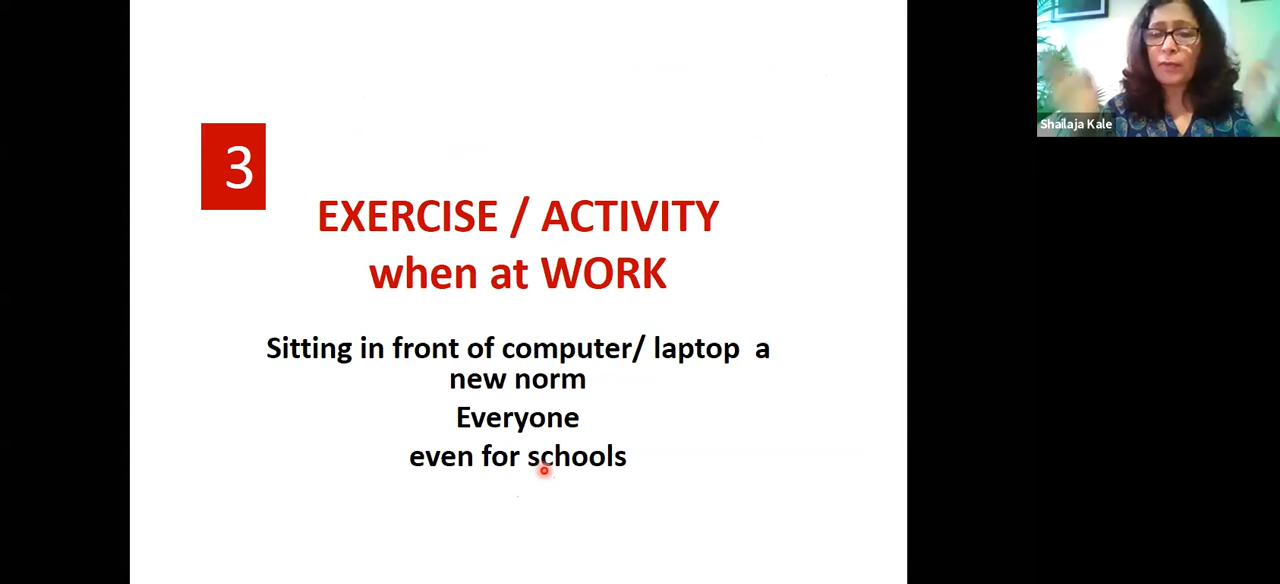 3
EXERCISE / ACTIVITY
when at WORK
Sitting in front of computer/ laptop a
new norm
Everyone
even for schools
Shailaja Kale